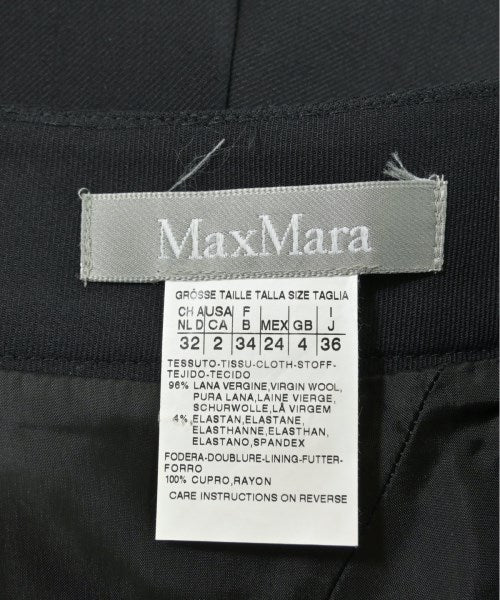 MaxMara
GRÖSSE TAILLE TALLA SIZE TAGLIA
CH A USA F I
NL D CA B MEX GB J
32 2 34 24 4 36
TESSUTO-TISSU-CLOTH-STOFF-
TEJIDO-TECIDO
96% LANA VERGINE,VIRGIN WOOL,
PURA LANA,LAINE VIERGE,
SCHURWOLLE,LÃ VIRGEM
4% ELASTAN,ELASTANE,
ELASTHANNE,ELASTHAN,
ELASTANO,SPANDEX
FODERA-DOUBLURE-LINING-FUTTER-
FORRO
100% CUPRO,RAYON
CARE INSTRUCTIONS ON REVERSE